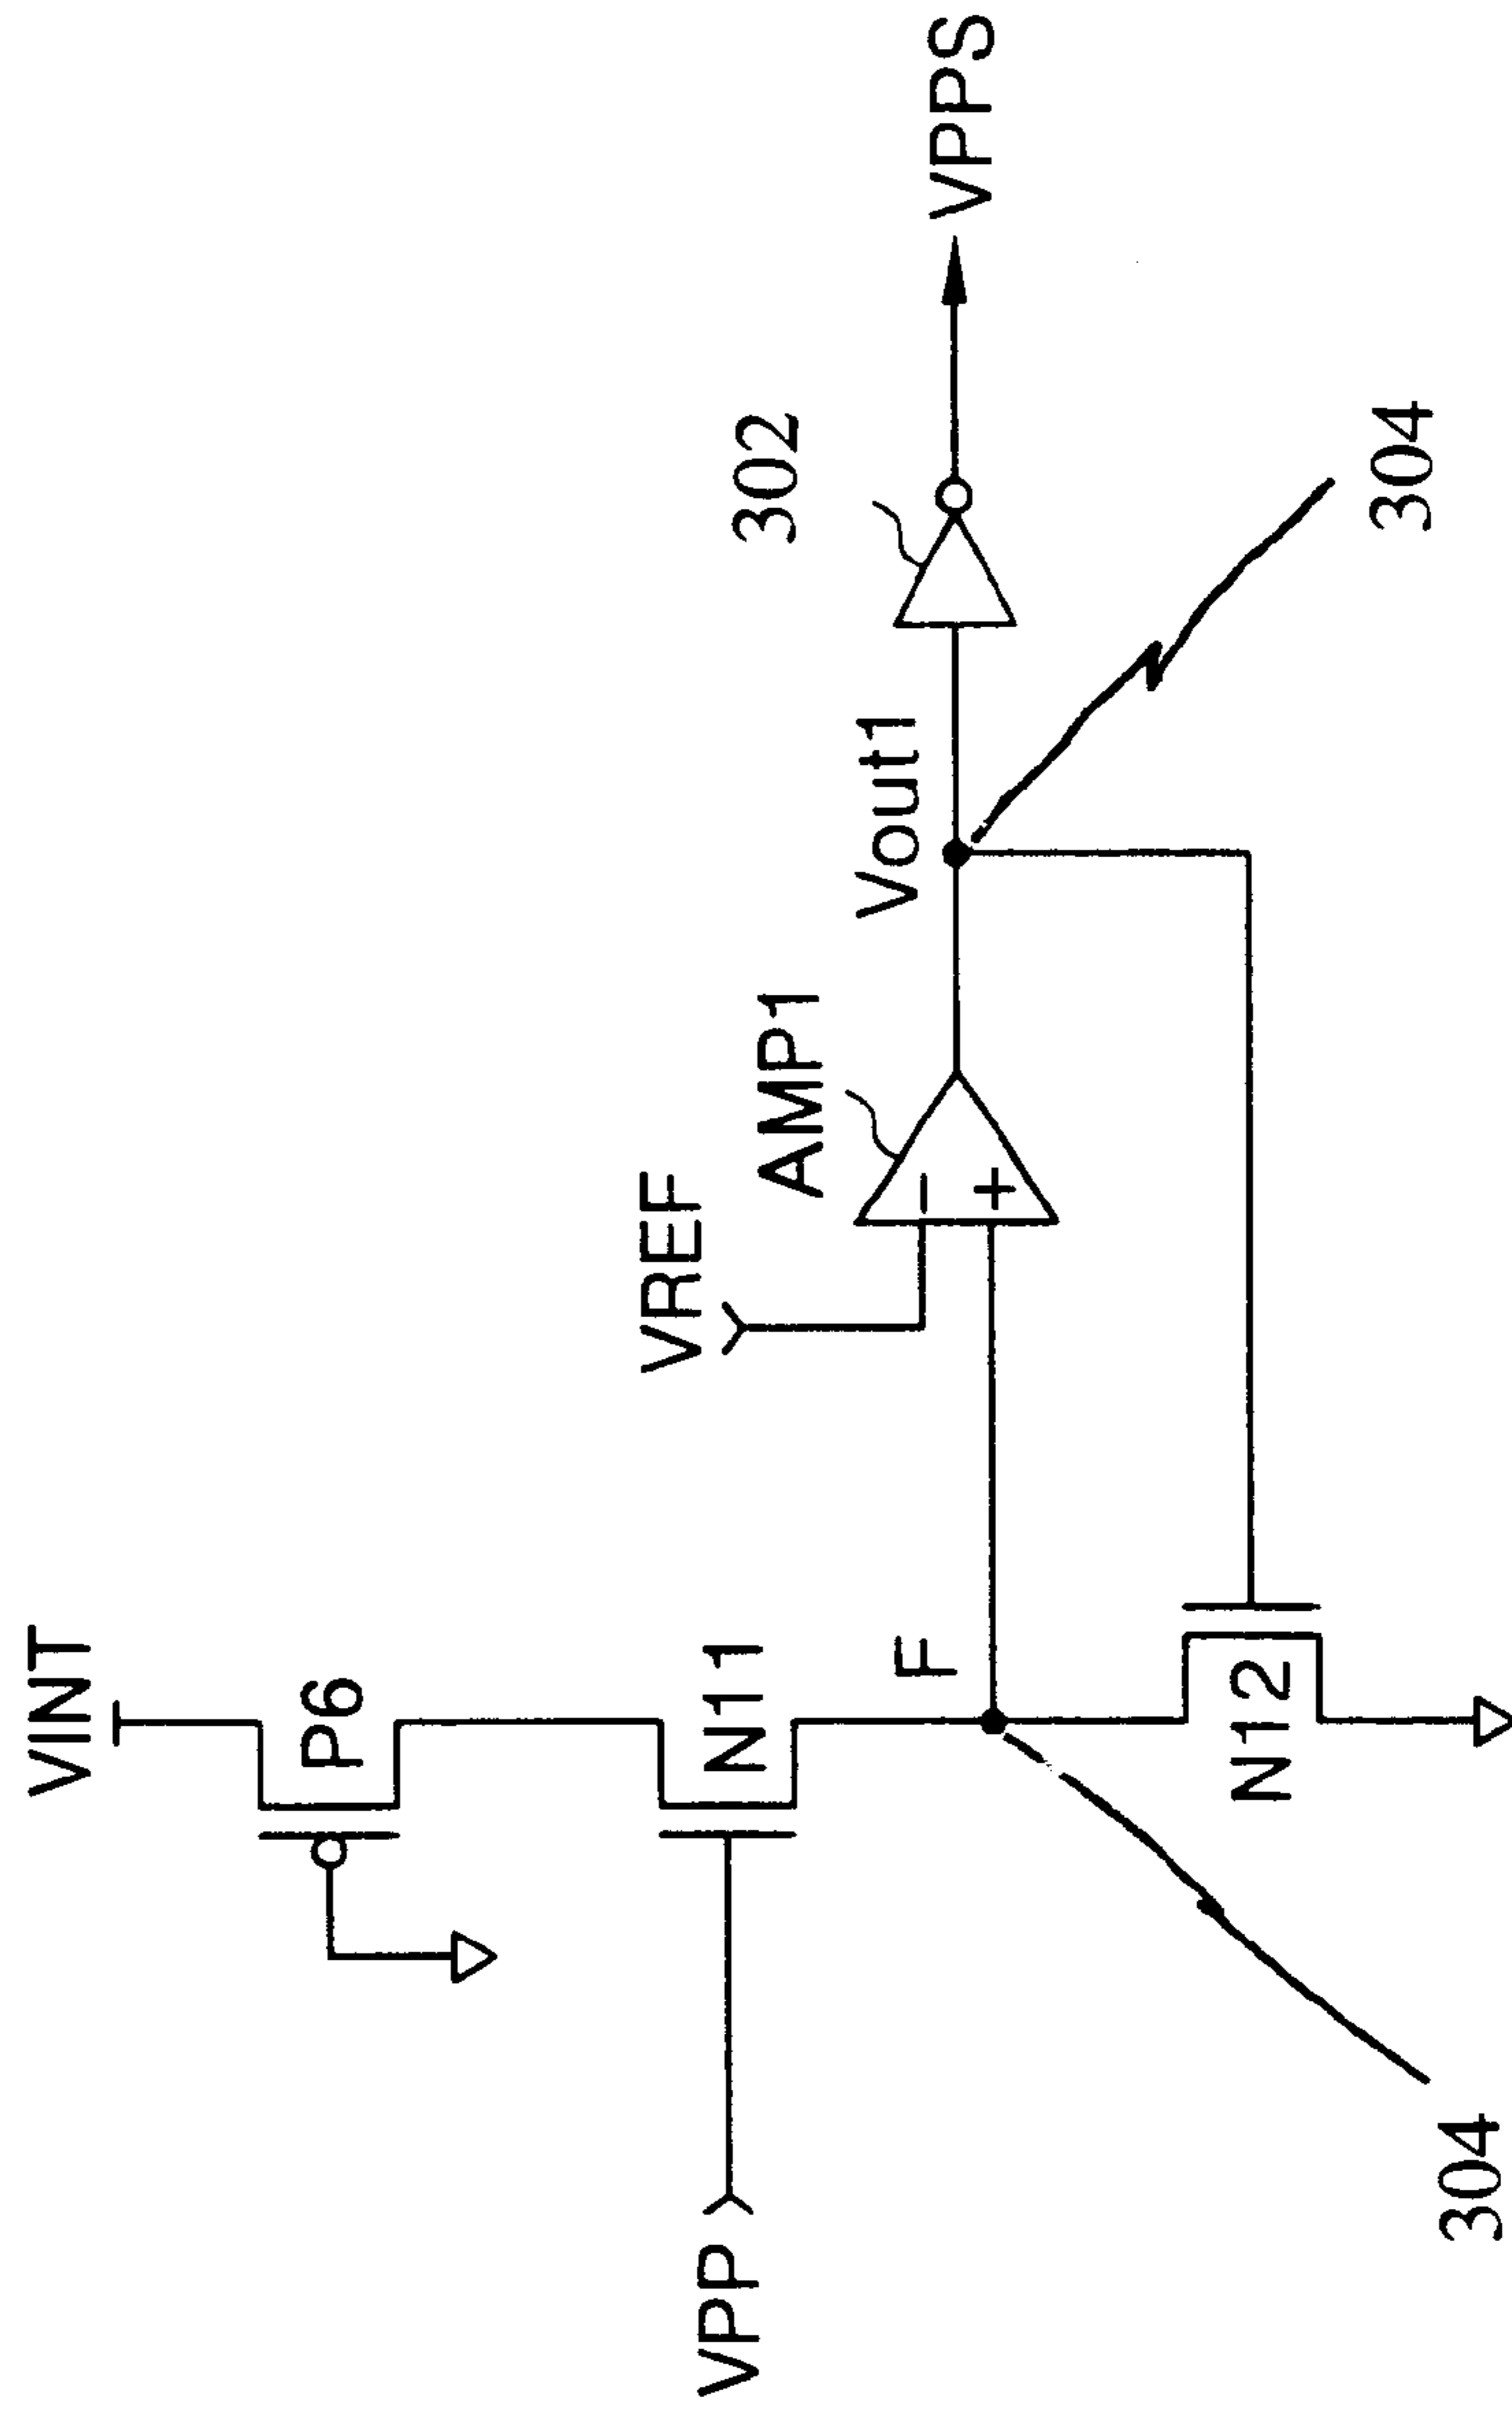 VINT
P6
VREF
AMP1
302
VPP
N11
F
Vout1
VPPS
−
+
N12
304
304